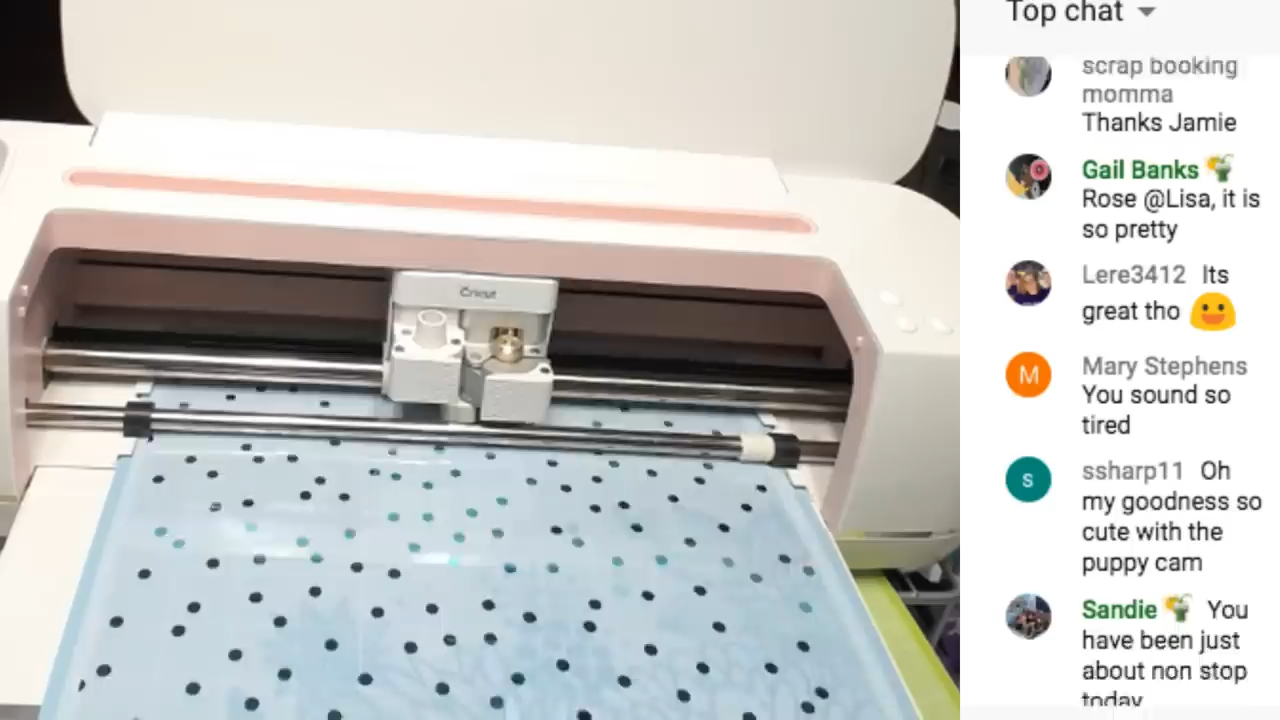 Top chat
Cricut
scrap booking
momma
Thanks Jamie
Gail Banks
Rose @Lisa, it is
so pretty
Lere3412 Its
great tho
M Mary Stephens
You sound so
tired
s ssharp11 Oh
my goodness so
cute with the
puppy cam
Sandie You
have been just
about non stop
today